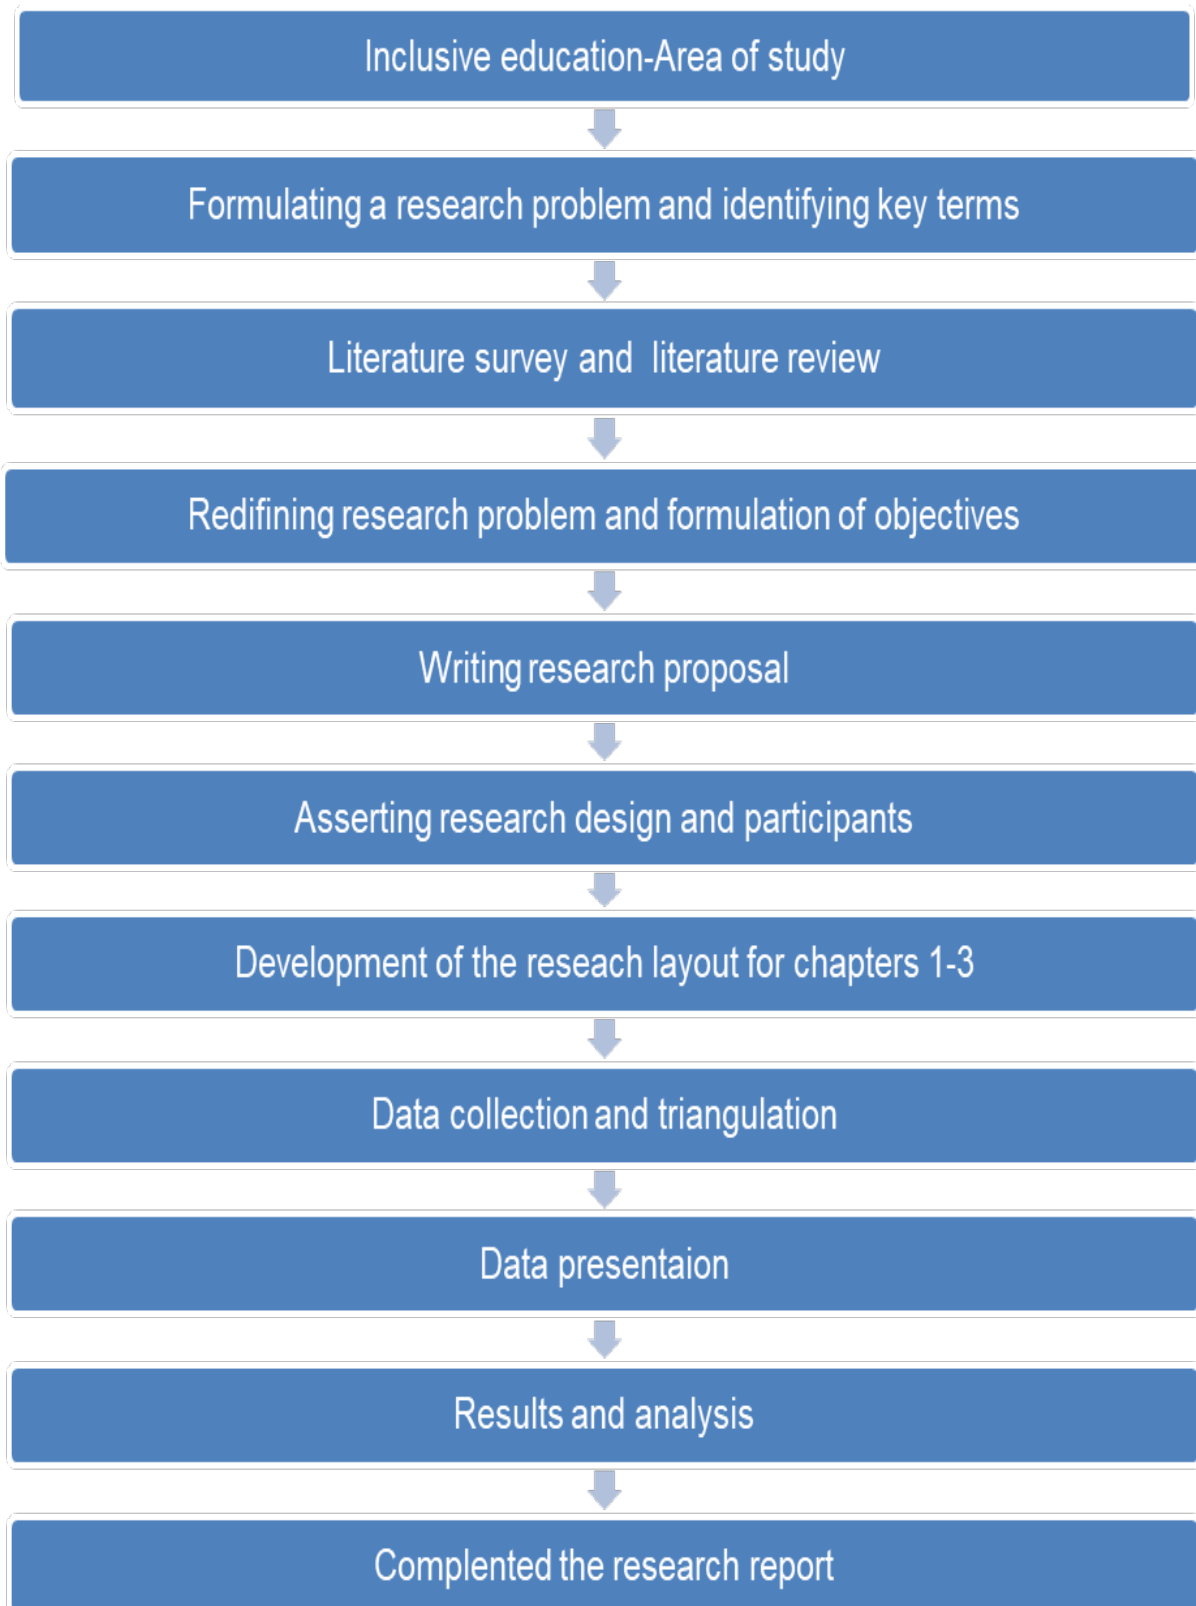 Inclusive education-Area of study
Formulating a research problem and identifying key terms
Literature survey and literature review
Redifining research problem and formulation of objectives
Writing research proposal
Asserting research design and participants
Development of the reseach layout for chapters 1-3
Data collection and triangulation
Data presentaion
Results and analysis
Complented the research report